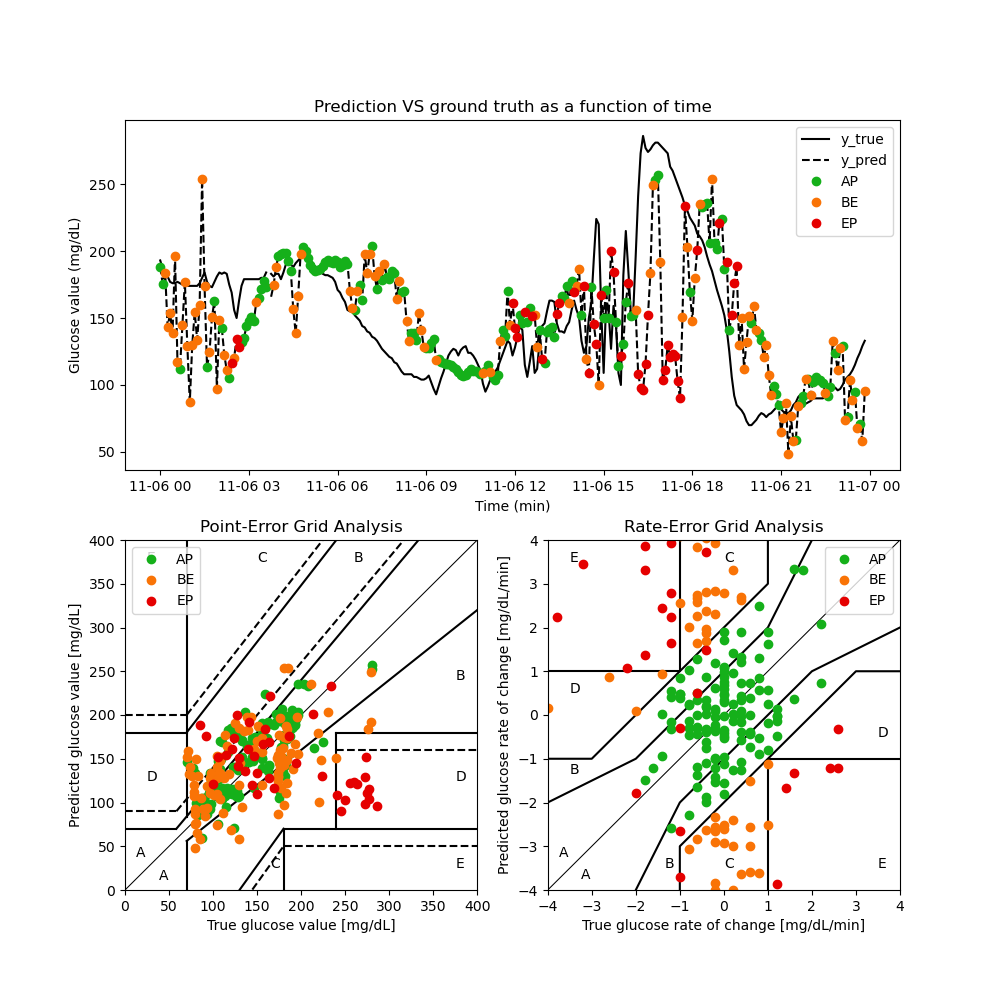 Prediction VS ground truth as a function of time
Glucose value (mg/dL)
250
200
150
100
50
y_true
y_pred
AP
BE
EP
11-06 00 11-06 03 11-06 06 11-06 09 11-06 12 11-06 15 11-06 18 11-06 21 11-07 00
Time (min)
Point-Error Grid Analysis
Predicted glucose value [mg/dL]
400
350
300
250
200
150
100
50
0
AP
BE
EP
C
B
B
D
D
A
A
C
E
0 50 100 150 200 250 300 350 400
True glucose value [mg/dL]
Rate-Error Grid Analysis
Predicted glucose rate of change [mg/dL/min]
4
3
2
1
0
−1
−2
−3
−4
AP
BE
EP
E
C
D
D
B
A
A
B
C
E
−4 −3 −2 −1 0 1 2 3 4
True glucose rate of change [mg/dL/min]